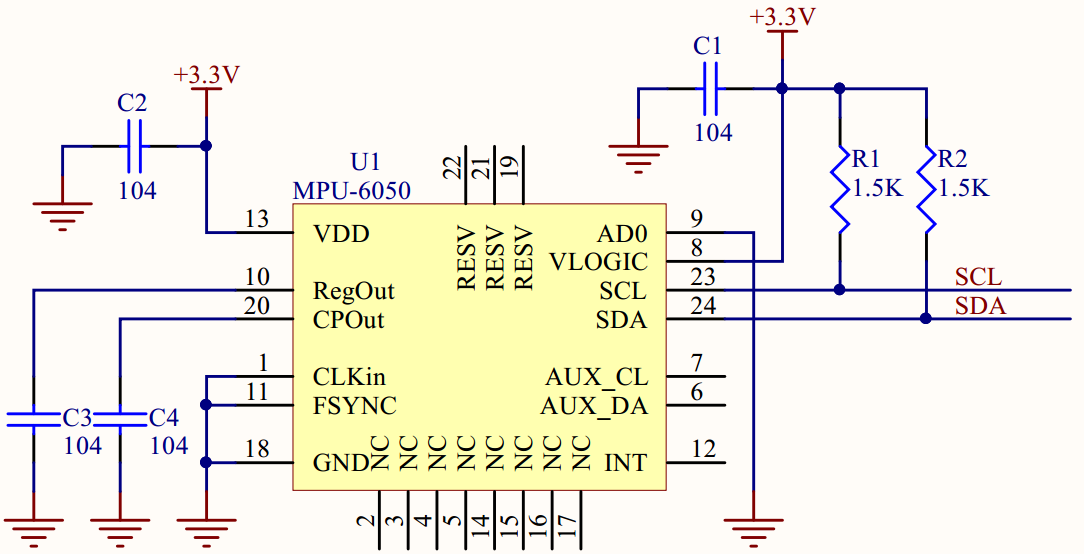 +3.3V
C1
104
+3.3V
C2
104
R1
1.5K
R2
1.5K
U1
MPU-6050
22
21
19
RESV
RESV
RESV
13
VDD
10
RegOut
20
CPOut
1
CLKin
11
FSYNC
18
GND
AD0
9
VLOGIC
8
SCL
23
SCL
SDA
24
SDA
AUX_CL
7
AUX_DA
6
INT
12
C3
104
C4
104
NC
NC
NC
NC
NC
NC
NC
NC
2
3
4
5
14
15
16
17